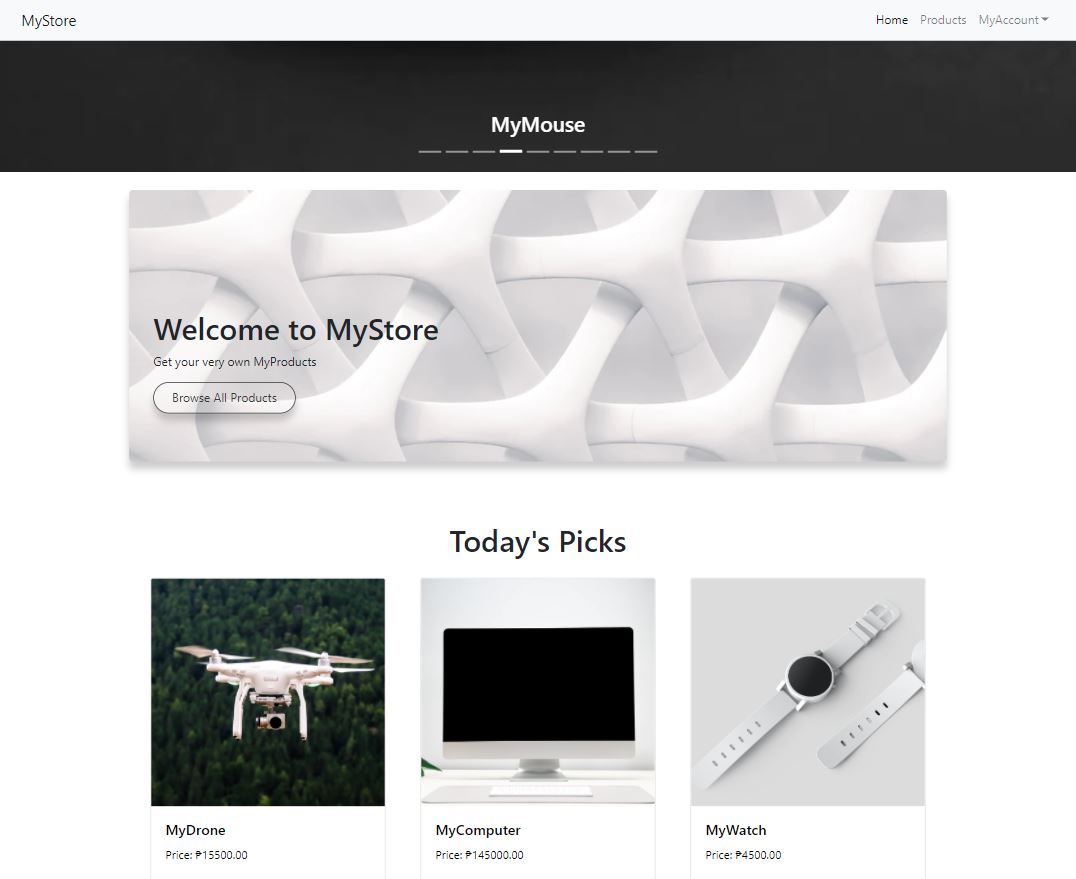 MyStore
Home Products MyAccount
MyMouse
Welcome to MyStore
Get your very own MyProducts
Browse All Products
Today's Picks
MyDrone
Price: ₱15500.00
MyComputer
Price: ₱145000.00
MyWatch
Price: ₱4500.00